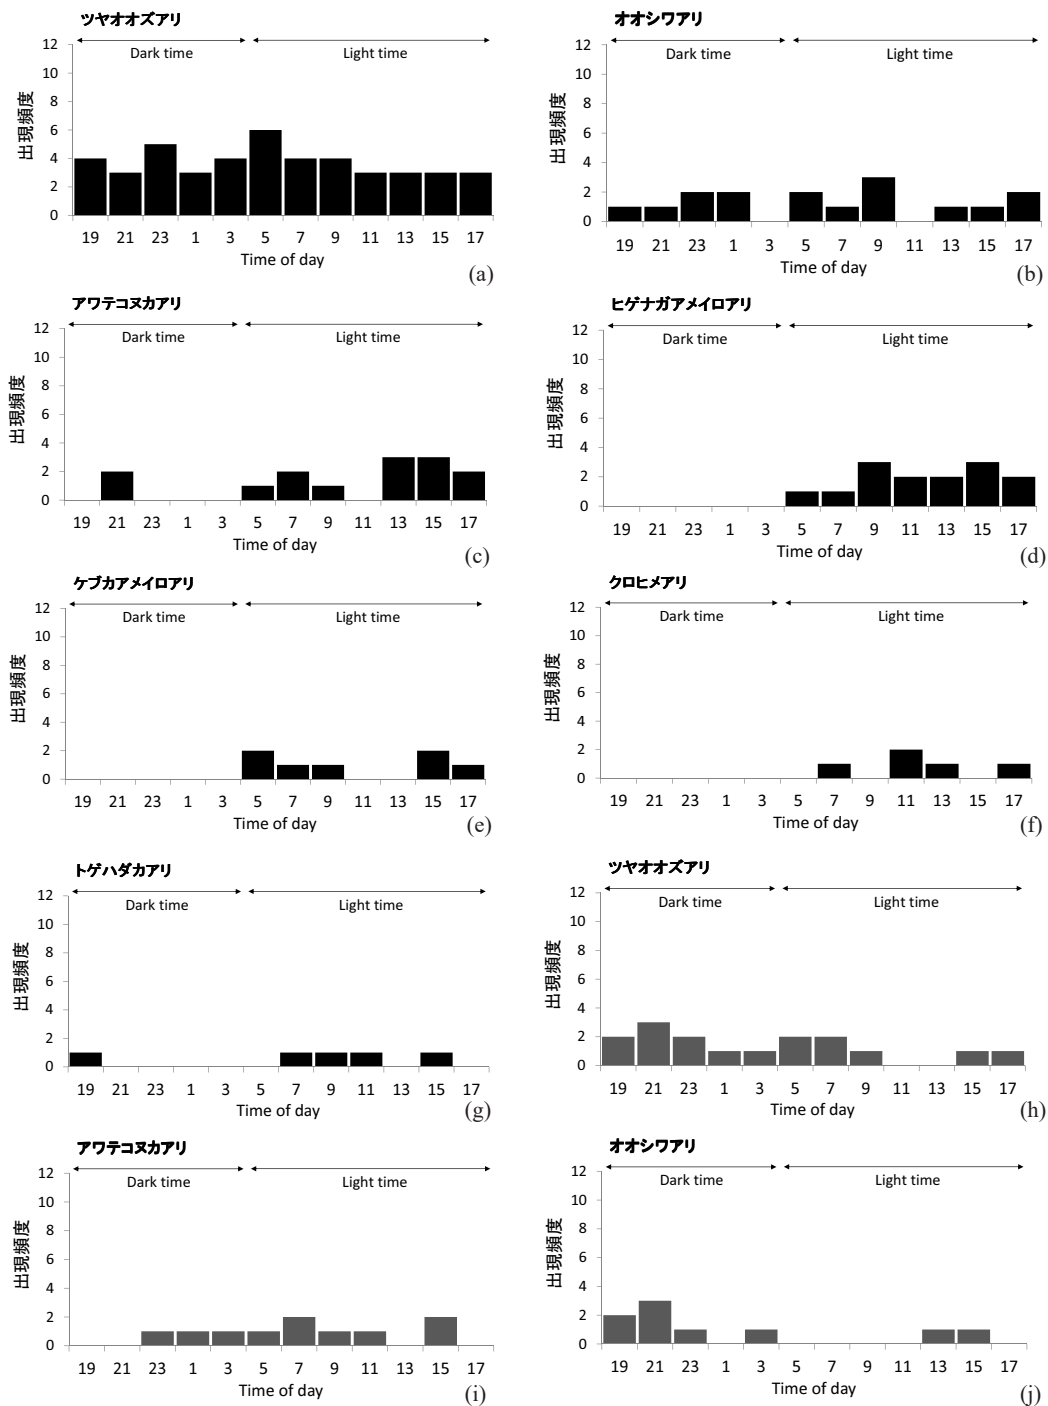 ツヤオオズアリ
Dark time Light time
12
10
8
6
4
2
0
出現頻度
19 21 23 1 3 5 7 9 11 13 15 17
Time of day
(a)
オオシワアリ
Dark time Light time
12
10
8
6
4
2
0
出現頻度
19 21 23 1 3 5 7 9 11 13 15 17
Time of day
(b)
アワテコヌカアリ
Dark time Light time
12
10
8
6
4
2
0
出現頻度
19 21 23 1 3 5 7 9 11 13 15 17
Time of day
(c)
ヒゲナガアメイロアリ
Dark time Light time
12
10
8
6
4
2
0
出現頻度
19 21 23 1 3 5 7 9 11 13 15 17
Time of day
(d)
ケブカアメイロアリ
Dark time Light time
12
10
8
6
4
2
0
出現頻度
19 21 23 1 3 5 7 9 11 13 15 17
Time of day
(e)
クロヒメアリ
Dark time Light time
12
10
8
6
4
2
0
出現頻度
19 21 23 1 3 5 7 9 11 13 15 17
Time of day
(f)
トゲハダカアリ
Dark time Light time
12
10
8
6
4
2
0
出現頻度
19 21 23 1 3 5 7 9 11 13 15 17
Time of day
(g)
ツヤオオズアリ
Dark time Light time
12
10
8
6
4
2
0
出現頻度
19 21 23 1 3 5 7 9 11 13 15 17
Time of day
(h)
アワテコヌカアリ
Dark time Light time
12
10
8
6
4
2
0
出現頻度
19 21 23 1 3 5 7 9 11 13 15 17
Time of day
(i)
オオシワアリ
Dark time Light time
12
10
8
6
4
2
0
出現頻度
19 21 23 1 3 5 7 9 11 13 15 17
Time of day
(j)